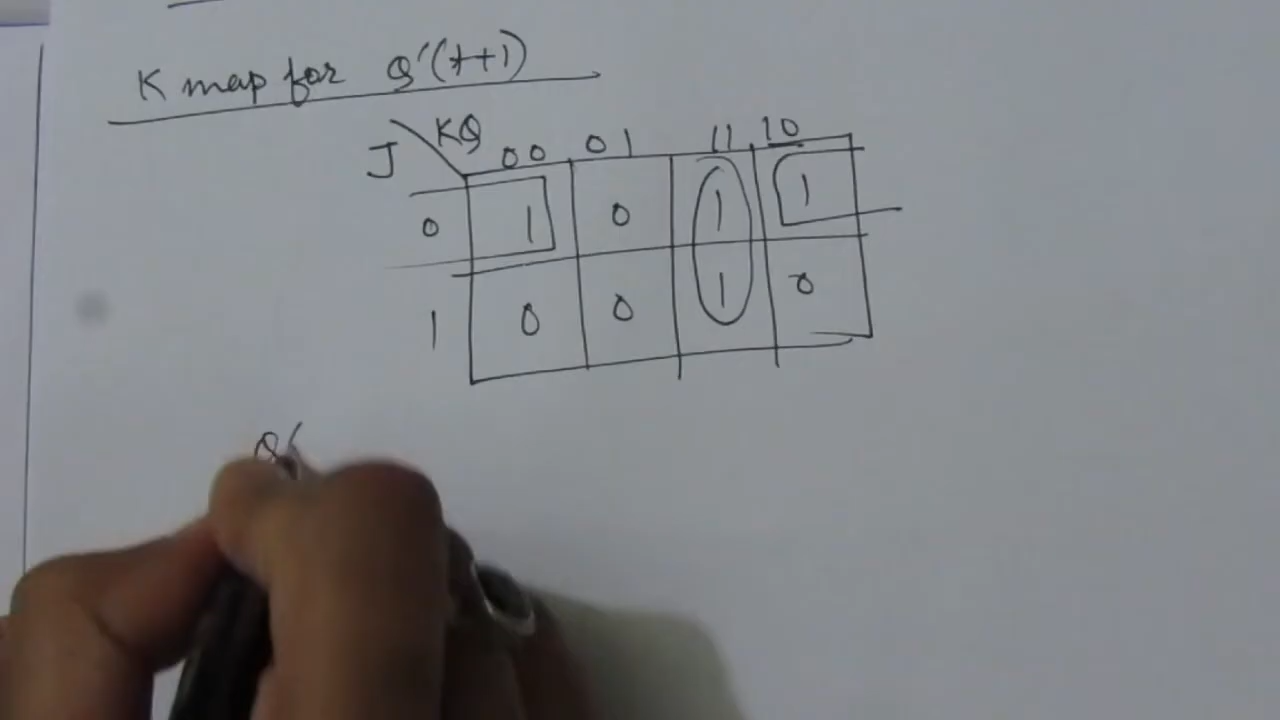 K map for Q'(t+1)
J KQ 00 01 11 10
0 1 0 1 1
1 0 0 1 0
Q(